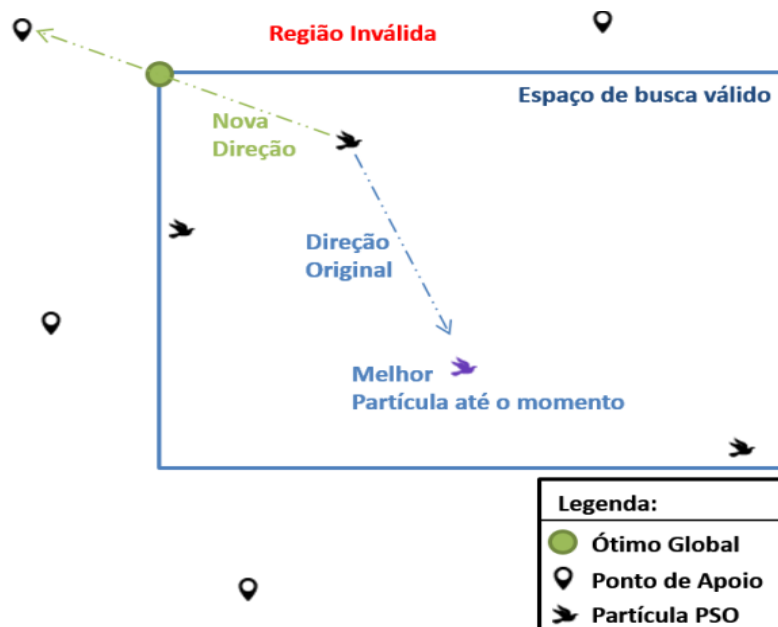 Região Inválida
Espaço de busca válido
Nova
Direção
Direção
Original
Melhor
Partícula até o momento
Legenda:
Ótimo Global
Ponto de Apoio
Partícula PSO